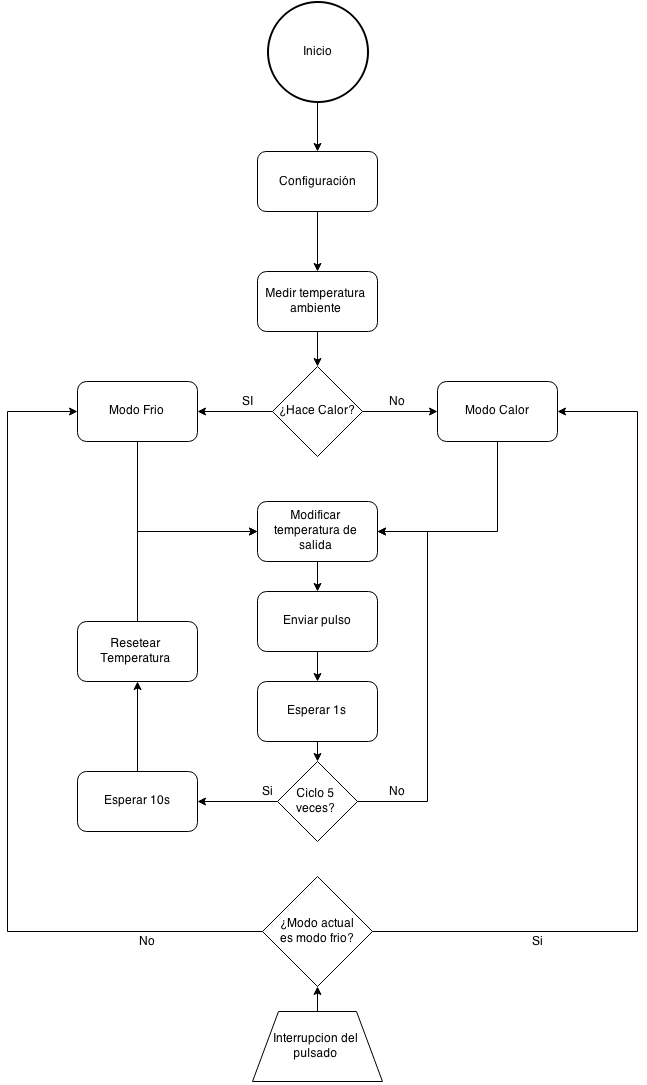 Inicio
Configuración
Medir temperatura
ambiente
Modo Frio
SI
¿Hace Calor?
No
Modo Calor
Modificar
temperatura de
salida
Enviar pulso
Resetear
Temperatura
Esperar 1s
Esperar 10s
Si
Ciclo 5
veces?
No
¿Modo actual
es modo frio?
No
Si
Interrupcion del
pulsado